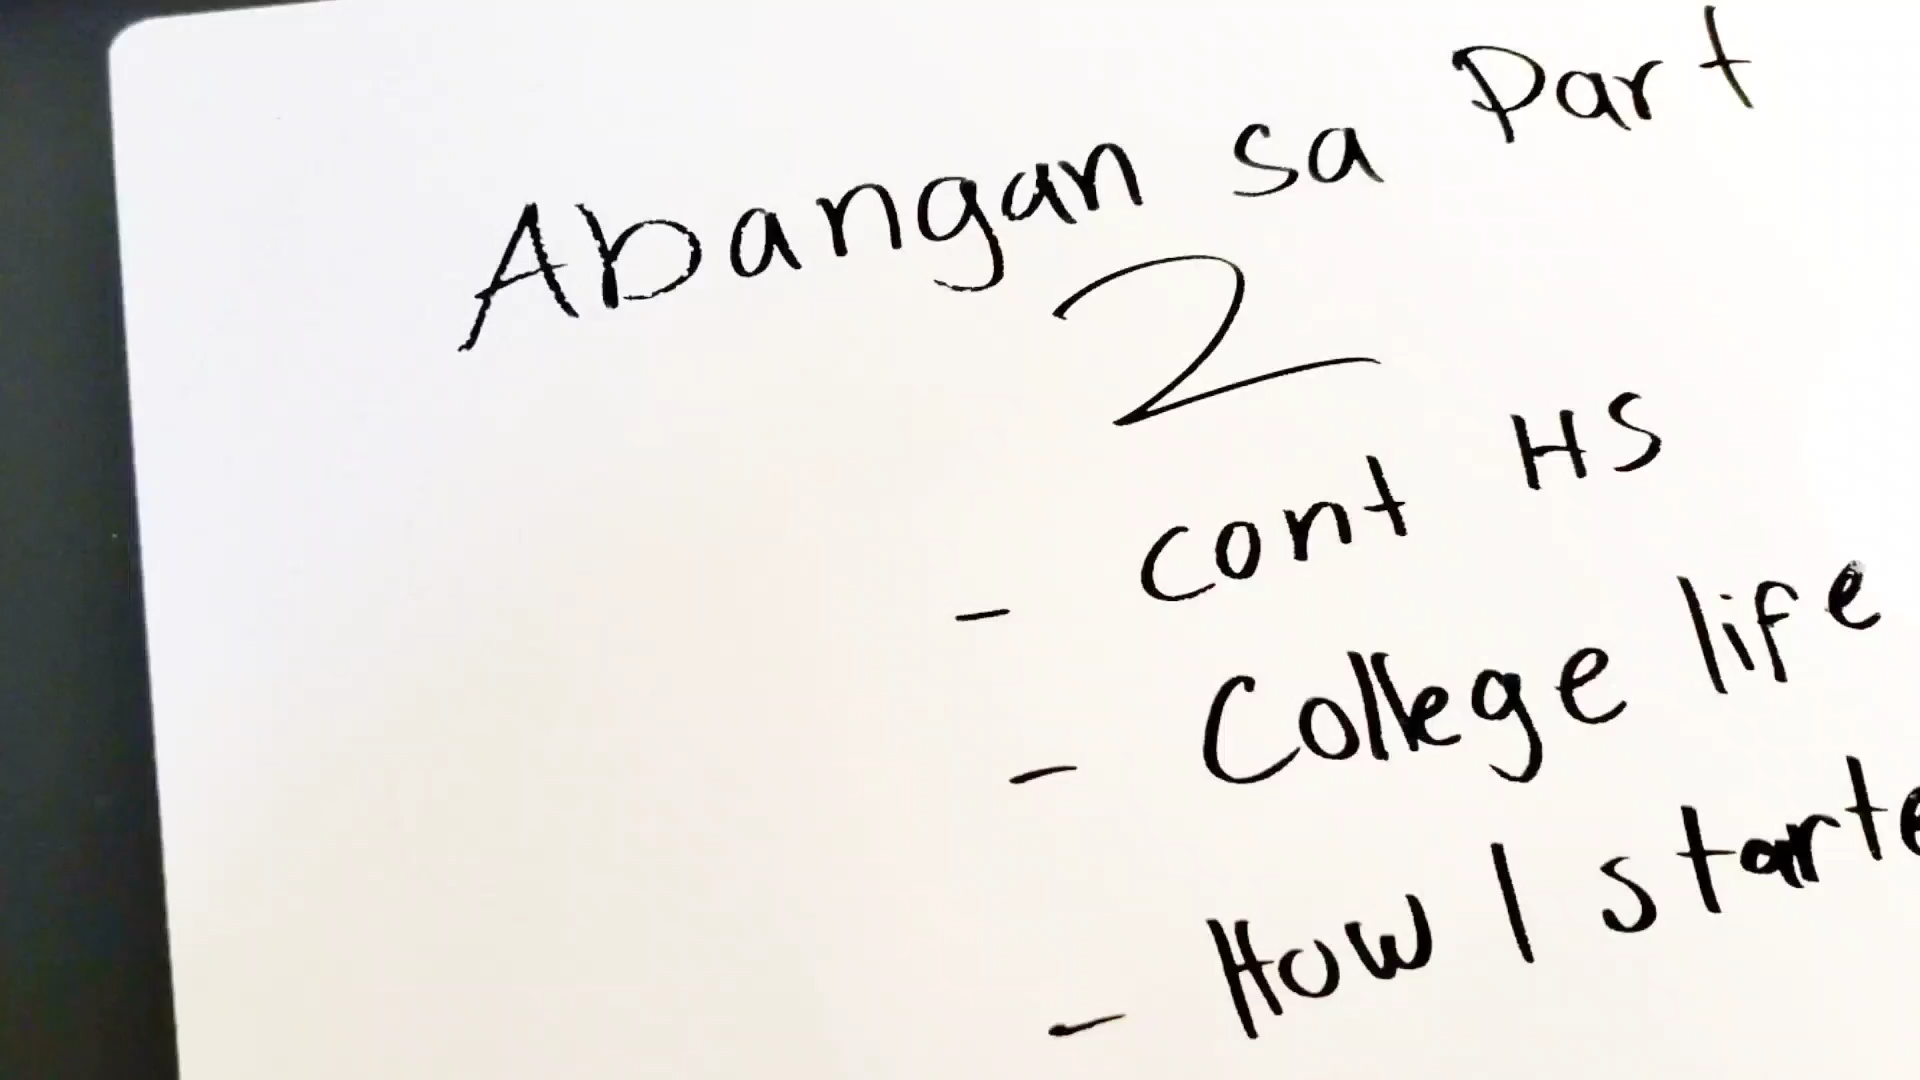 Abangan sa Part
2
- cont HS
- College life
- How I starte